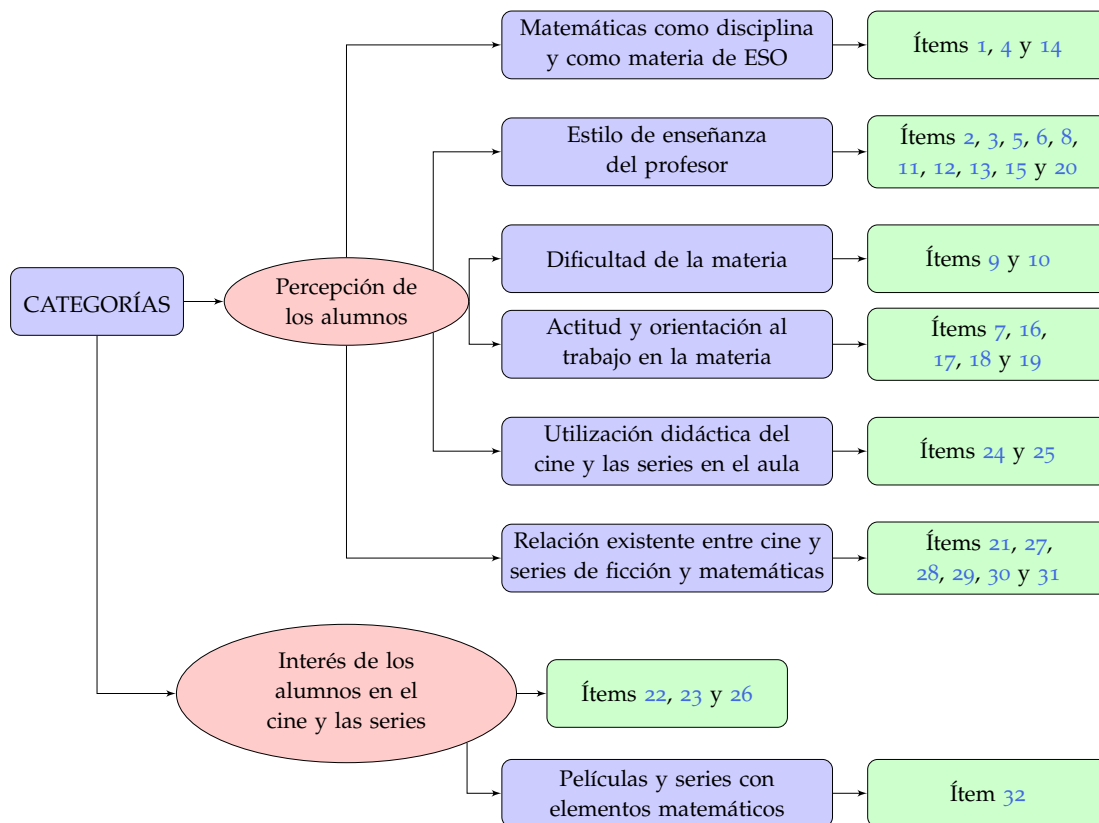 Matemáticas como disciplina
y como materia de ESO
Ítems 1, 4 y 14
Estilo de enseñanza
del profesor
Ítems 2, 3, 5, 6, 8,
11, 12, 13, 15 y 20
Dificultad de la materia
Ítems 9 y 10
CATEGORÍAS
Percepción de
los alumnos
Actitud y orientación al
trabajo en la materia
Ítems 7, 16,
17, 18 y 19
Utilización didáctica del
cine y las series en el aula
Ítems 24 y 25
Relación existente entre cine y
series de ficción y matemáticas
Ítems 21, 27,
28, 29, 30 y 31
Interés de los
alumnos en el
cine y las series
Ítems 22, 23 y 26
Películas y series con
elementos matemáticos
Ítem 32